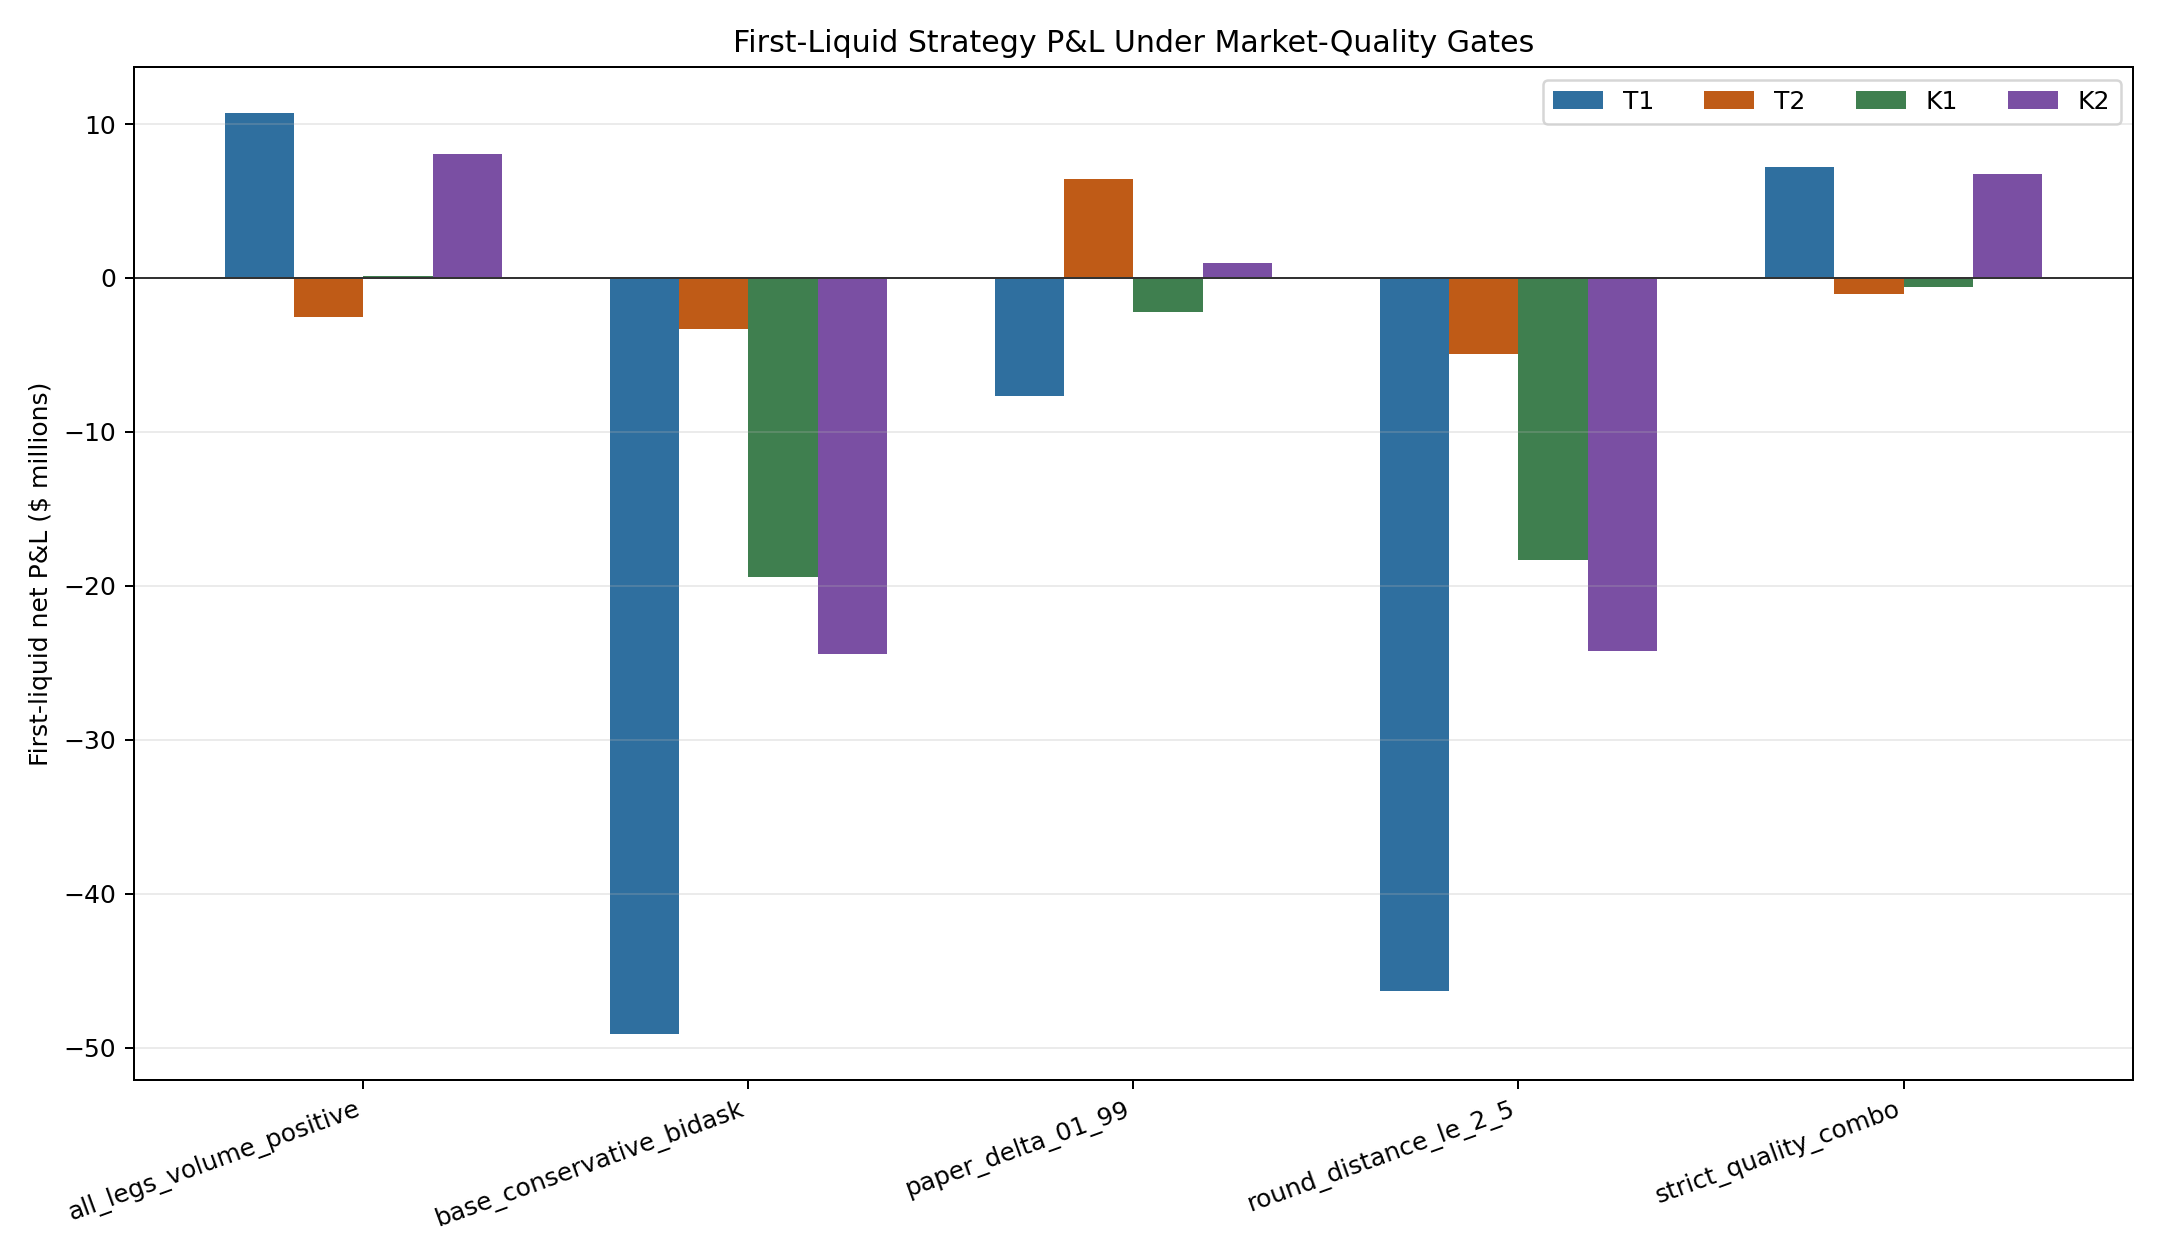 First-Liquid Strategy P&L Under Market-Quality Gates
T1 T2 K1 K2
First-liquid net P&L ($ millions)
10
0
−10
−20
−30
−40
−50
all_legs_volume_positive
base_conservative_bidask
paper_delta_01_99
round_distance_le_2_5
strict_quality_combo